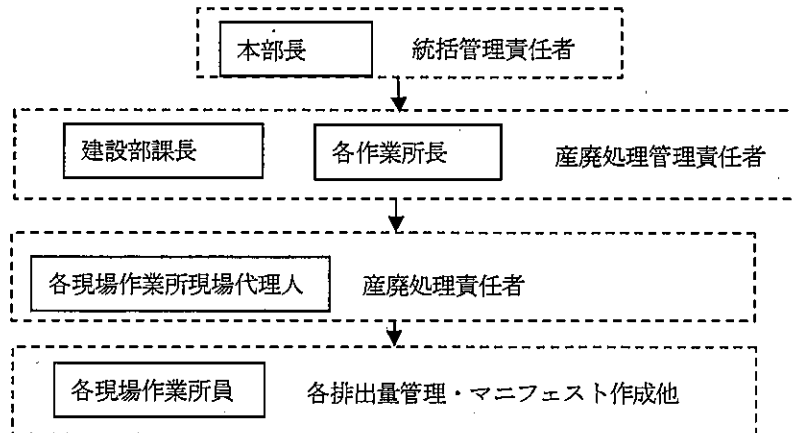 本部長 統括管理責任者
建設部課長 各作業所長 産廃処理管理責任者
各現場作業所現場代理人 産廃処理責任者
各現場作業所員 各排出量管理・マニフェスト作成他